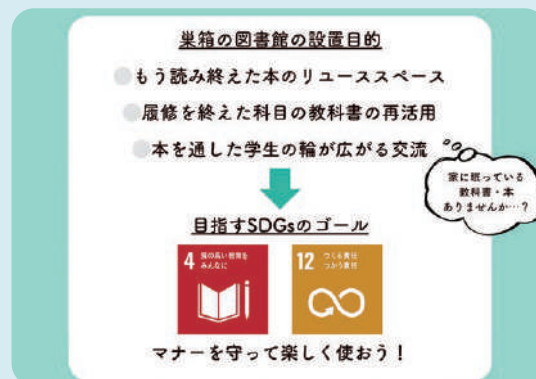 巣箱の図書館の設置目的
もう読み終えた本のリユーススペース
履修を終えた科目の教科書の再活用
本を通した学生の輪が広がる交流
家に眠っている
教科書・本
ありませんか…?
目指すSDGsのゴール
4 質の高い教育を
みんなに
12 つくる責任
つかう責任
マナーを守って楽しく使おう!